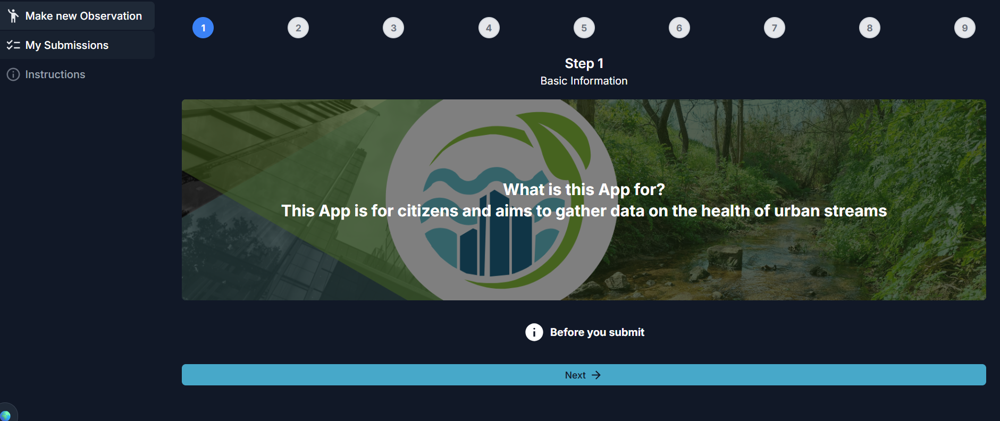 Make new Observation
My Submissions
Instructions
1 2 3 4 5 6 7 8 9
Step 1
Basic Information
What is this App for?
This App is for citizens and aims to gather data on the health of urban streams
Before you submit
Next